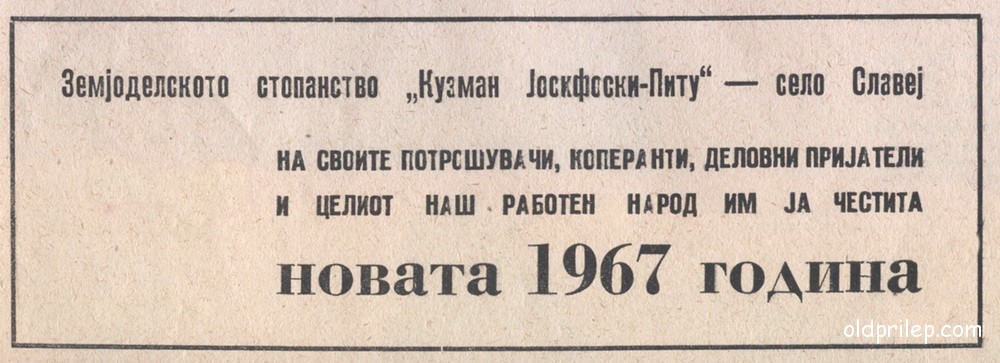 Земјоделското стопанство „Кузман Јоскфоски-Питу“ — село Славеј
НА СВОИТЕ ПОТРОШУВАЧИ, КОПЕРАНТИ, ДЕЛОВНИ ПРИЈАТЕЛИ
И ЦЕЛИОТ НАШ РАБОТЕН НАРОД ИМ ЈА ЧЕСТИТА
новата 1967 година
oldprilep.com